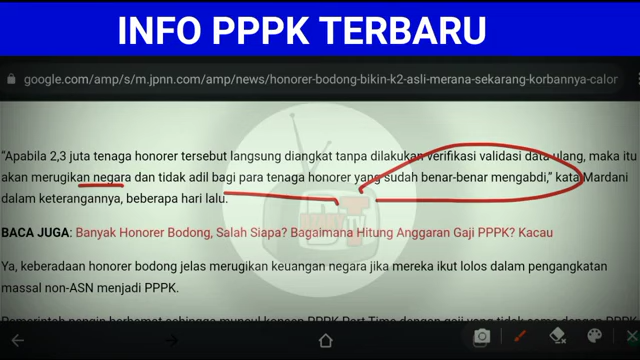 INFO PPPK TERBARU
google.com/amp/s/m.jpnn.com/amp/news/honorer-bodong-bikin-k2-asli-merana-sekarang-korbannya-calor
“Apabila 2,3 juta tenaga honorer tersebut langsung diangkat tanpa dilakukan verifikasi validasi data ulang, maka itu
akan merugikan negara dan tidak adil bagi para tenaga honorer yang sudah benar-benar mengabdi,” kata Mardani
dalam keterangannya, beberapa hari lalu.
BACA JUGA: Banyak Honorer Bodong, Salah Siapa? Bagaimana Hitung Anggaran Gaji PPPK? Kacau
Ya, keberadaan honorer bodong jelas merugikan keuangan negara jika mereka ikut lolos dalam pengangkatan
massal non-ASN menjadi PPPK.